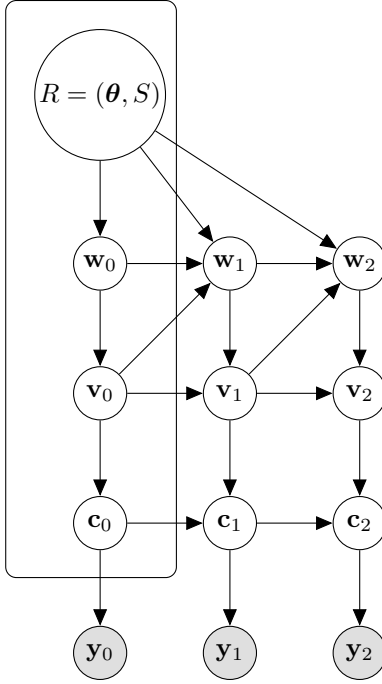 R = (θ, S)
w₀ w₁ w₂
v₀ v₁ v₂
c₀ c₁ c₂
y₀ y₁ y₂